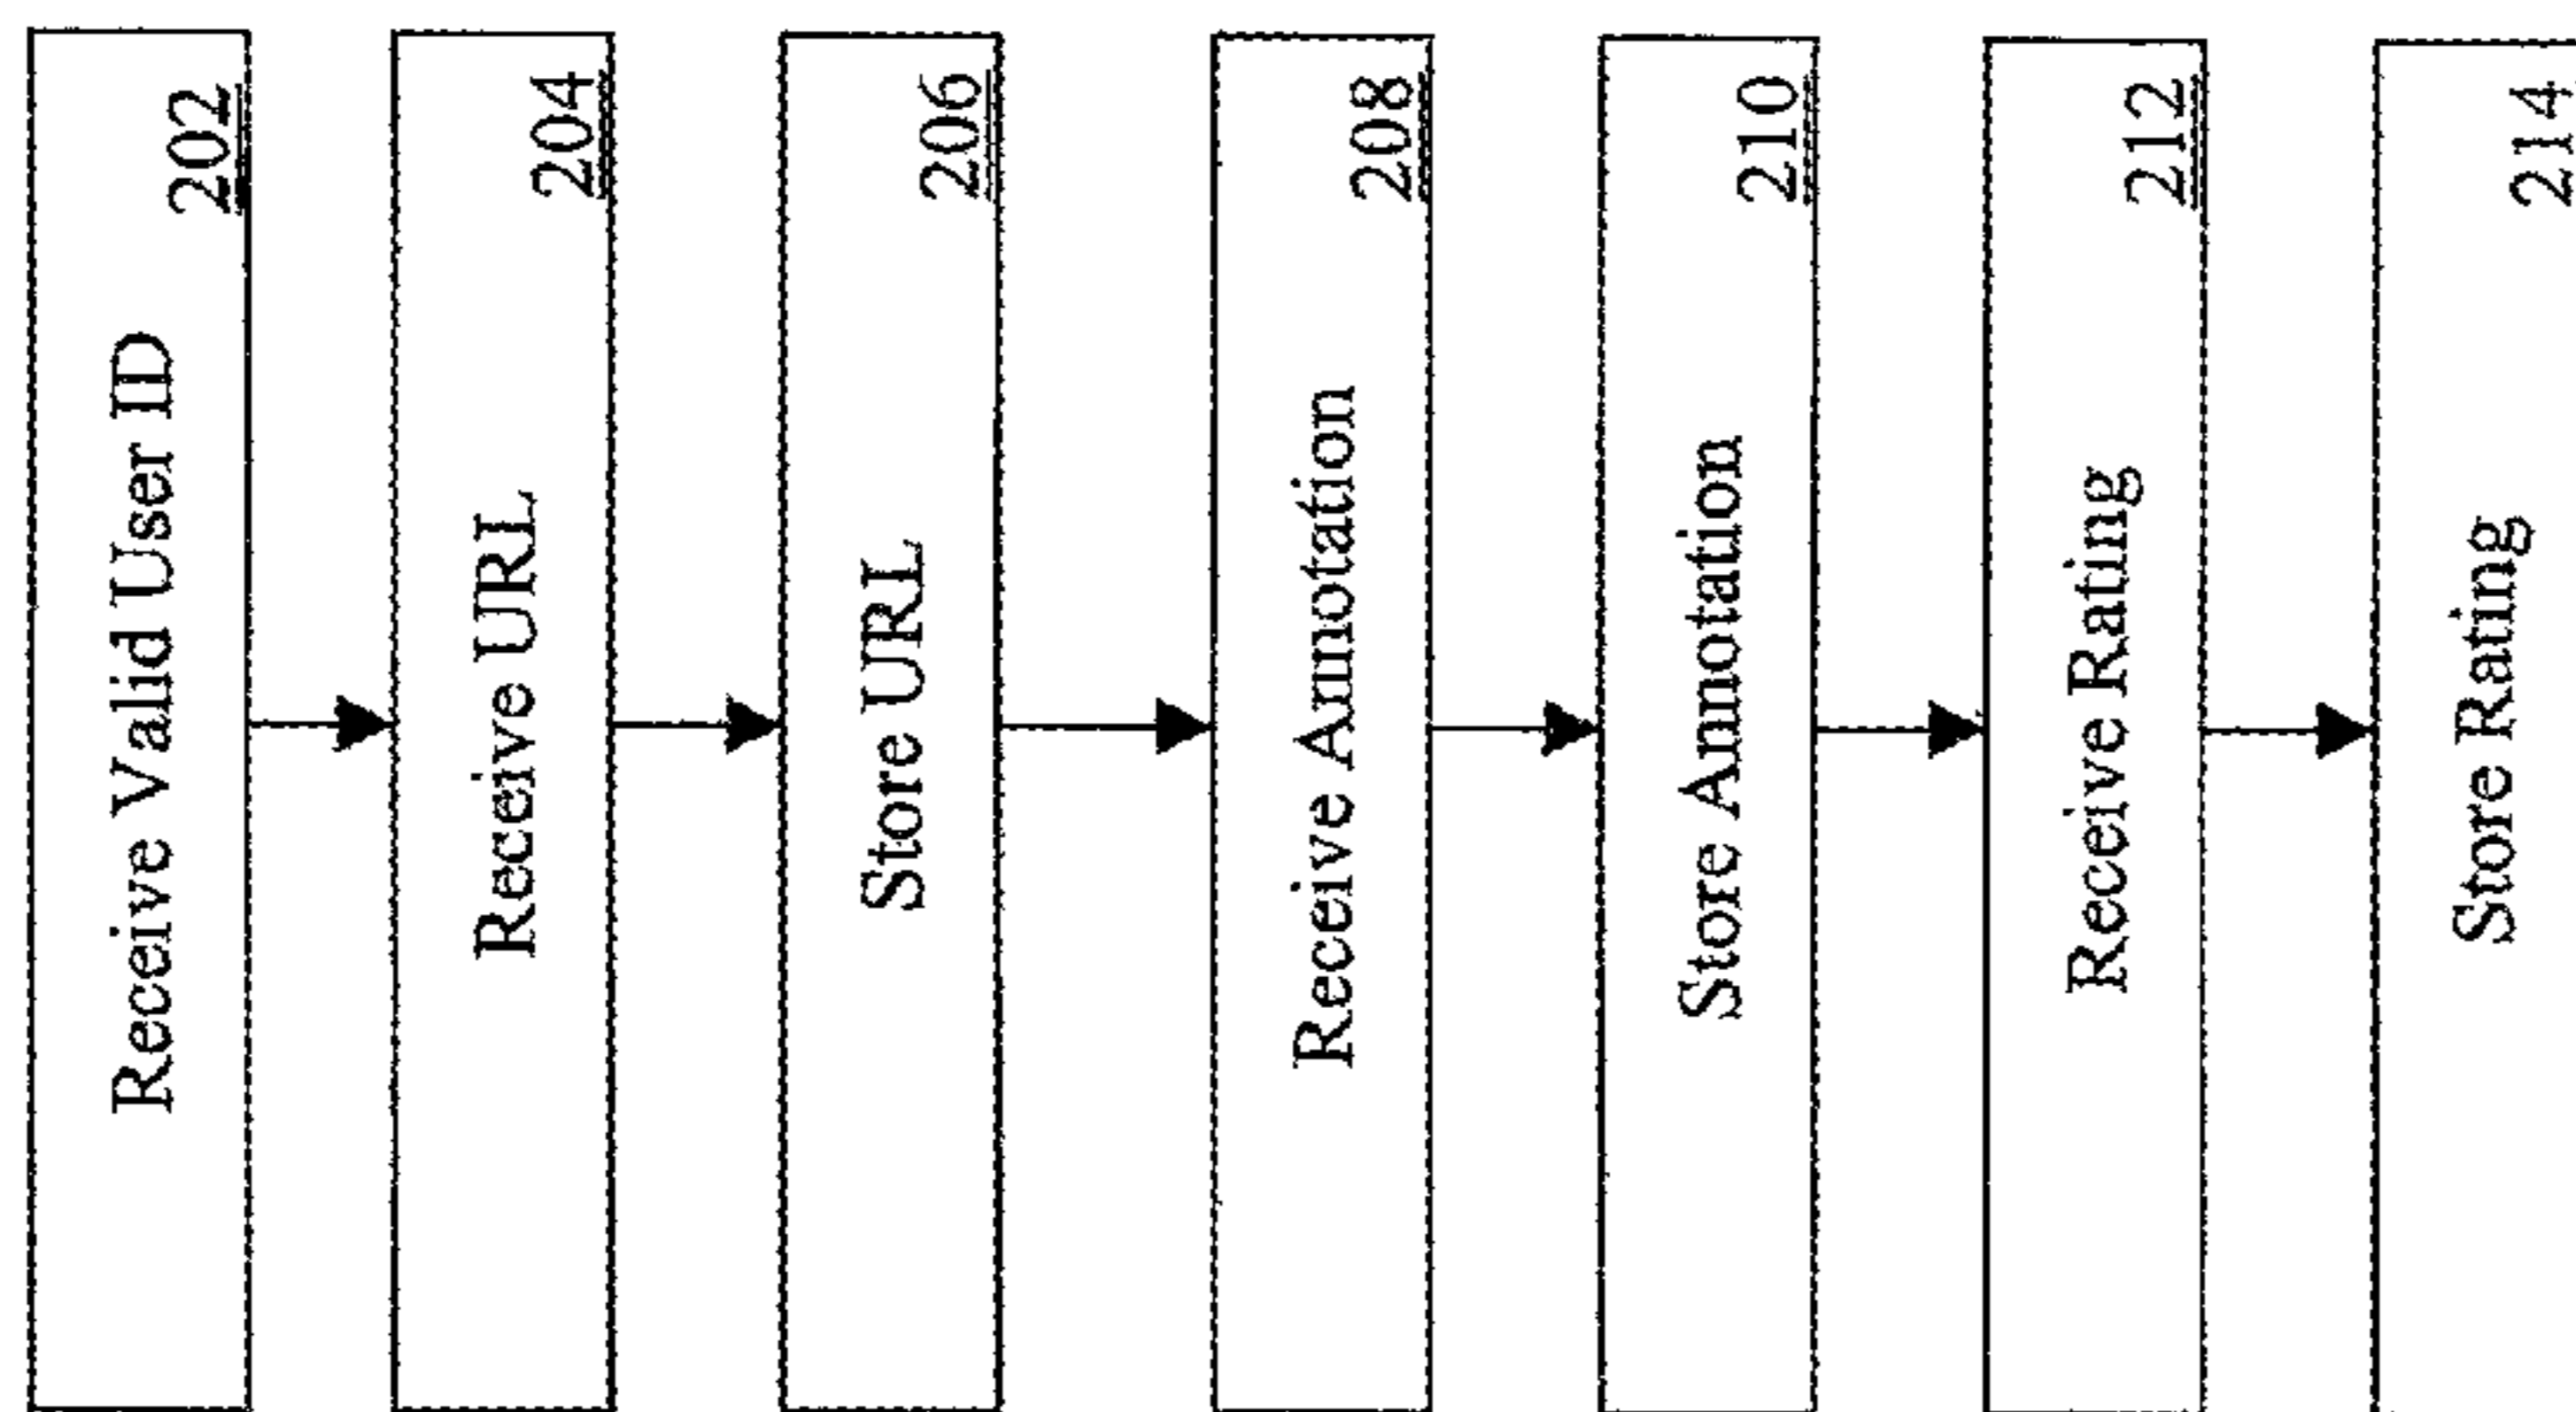 Receive Valid User ID
202
Receive URL
204
Store URL
206
Receive Annotation
208
Store Annotation
210
Receive Rating
212
Store Rating
214